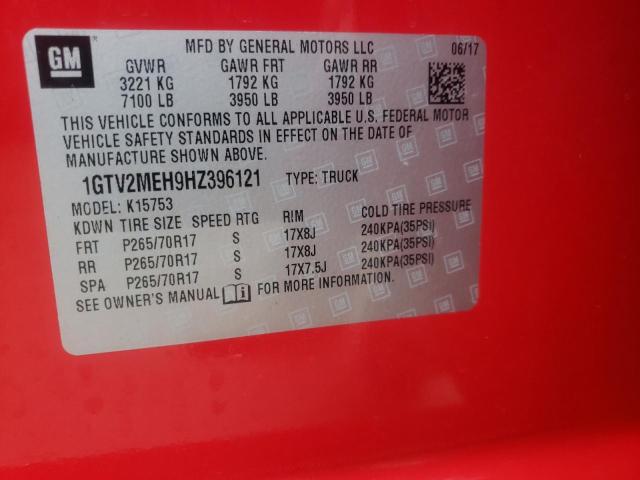 GM
MFD BY GENERAL MOTORS LLC 06/17
GVWR GAWR FRT GAWR RR
3221 KG 1792 KG 1792 KG
7100 LB 3950 LB 3950 LB
THIS VEHICLE CONFORMS TO ALL APPLICABLE U.S. FEDERAL MOTOR
VEHICLE SAFETY STANDARDS IN EFFECT ON THE DATE OF
MANUFACTURE SHOWN ABOVE.
1GTV2MEH9HZ396121 TYPE: TRUCK
MODEL: K15753
KDWN TIRE SIZE SPEED RTG RIM COLD TIRE PRESSURE
FRT P265/70R17 S 17X8J 240KPA(35PSI)
RR P265/70R17 S 17X8J 240KPA(35PSI)
SPA P265/70R17 S 17X7.5J 240KPA(35PSI)
SEE OWNER'S MANUAL FOR MORE INFORMATION.